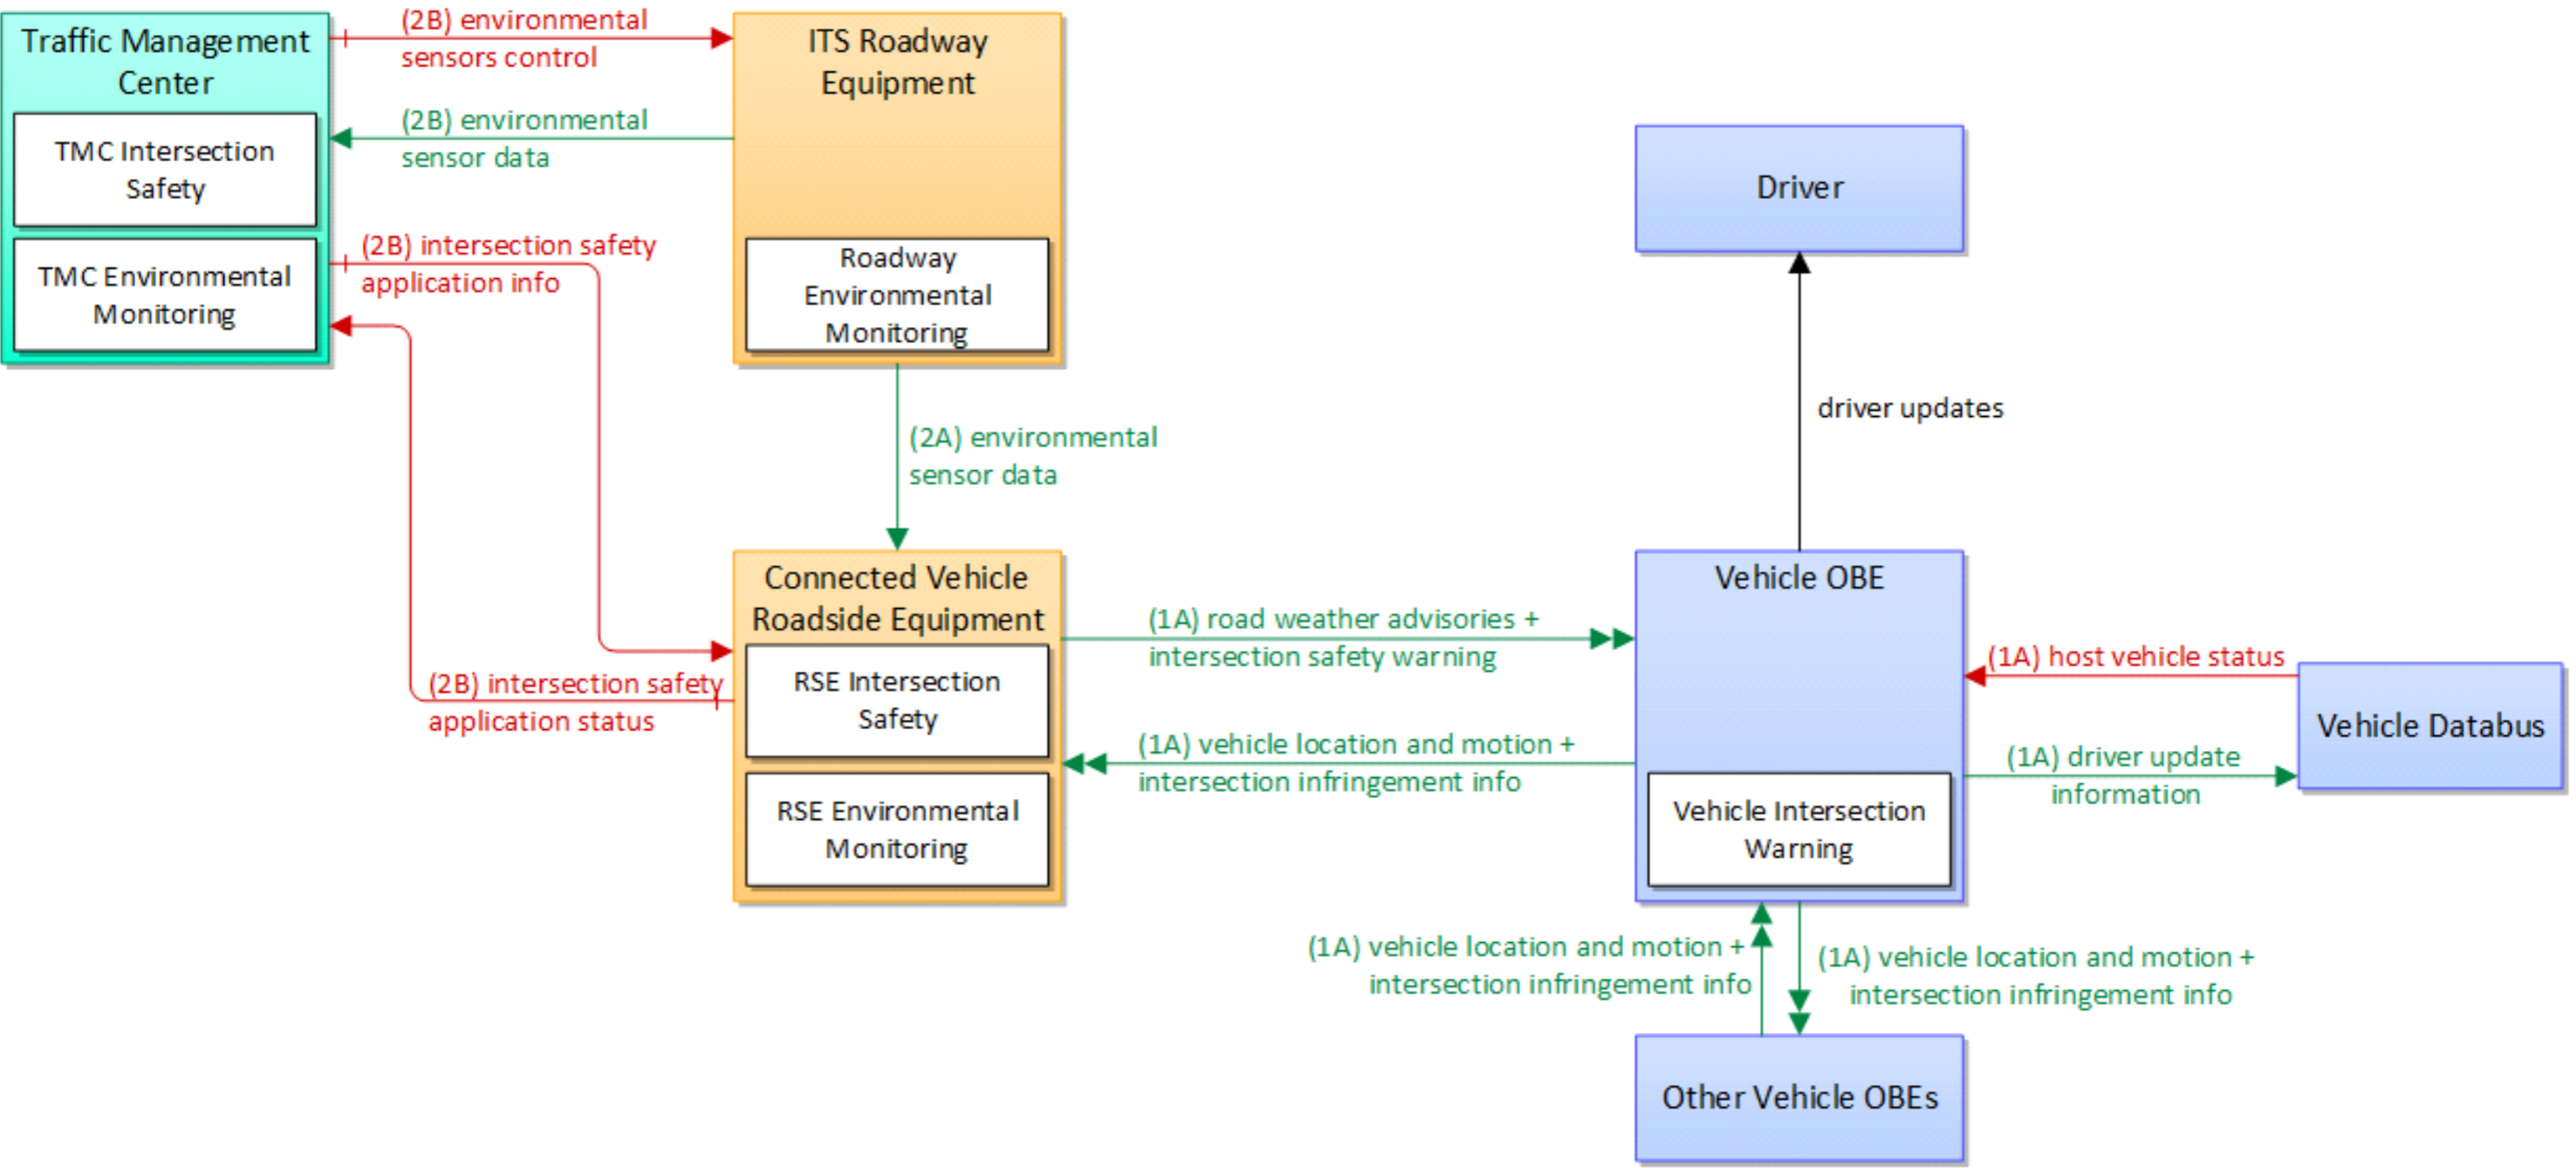 Traffic Management
Center
TMC Intersection
Safety
TMC Environmental
Monitoring
(2B) environmental
sensors control
(2B) environmental
sensor data
(2B) intersection safety
application info
(2B) intersection safety
application status
ITS Roadway
Equipment
Roadway
Environmental
Monitoring
(2A) environmental
sensor data
Connected Vehicle
Roadside Equipment
RSE Intersection
Safety
RSE Environmental
Monitoring
(1A) road weather advisories +
intersection safety warning
(1A) vehicle location and motion +
intersection infringement info
Driver
driver updates
Vehicle OBE
Vehicle Intersection
Warning
(1A) host vehicle status
(1A) driver update
information
Vehicle Databus
(1A) vehicle location and motion +
intersection infringement info
(1A) vehicle location and motion +
intersection infringement info
Other Vehicle OBEs